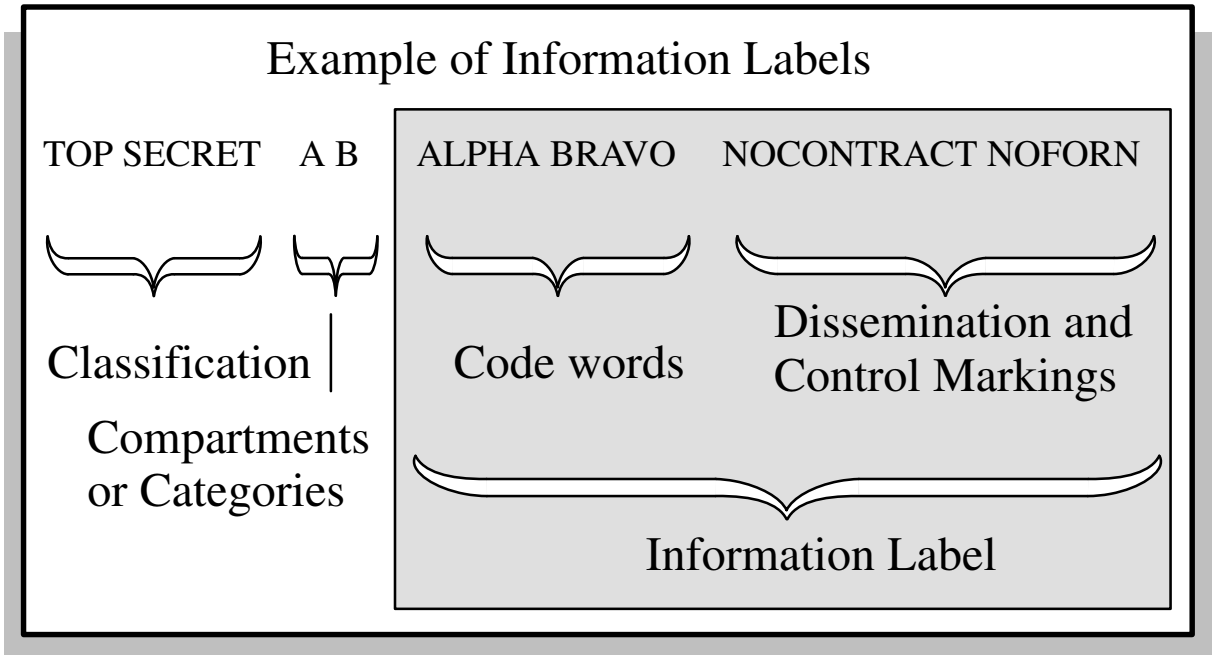 Example of Information Labels
TOP SECRET A B ALPHA BRAVO NOCONTRACT NOFORN
Classification
Compartments
or Categories
Code words
Dissemination and
Control Markings
Information Label